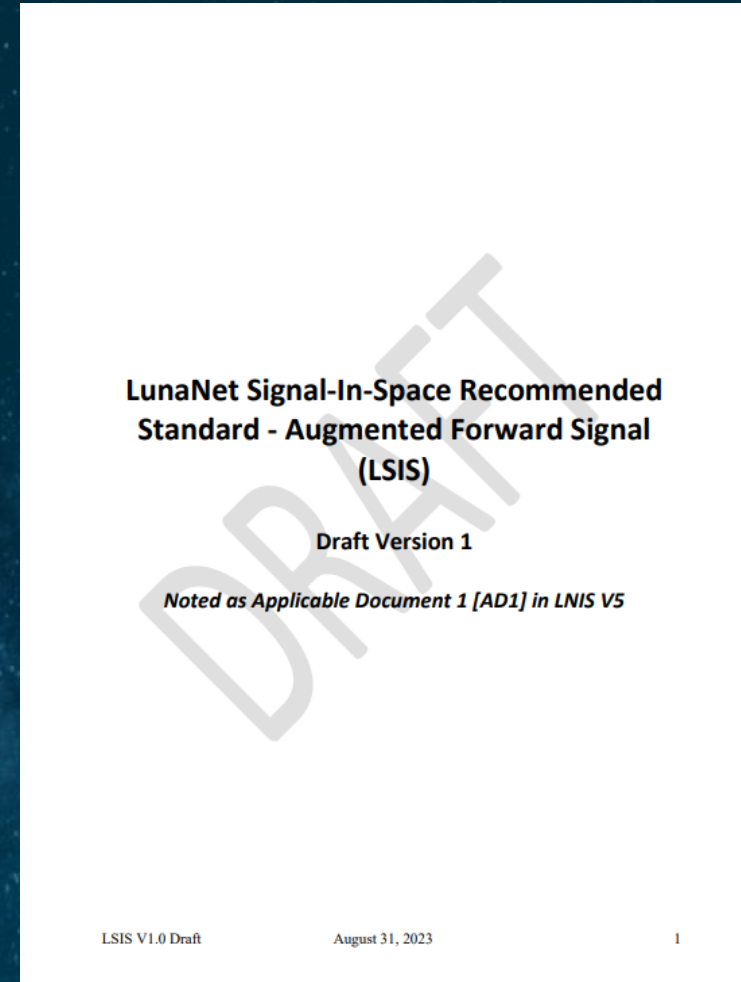 DRAFT
LunaNet Signal-In-Space Recommended
Standard - Augmented Forward Signal
(LSIS)
Draft Version 1
Noted as Applicable Document 1 [AD1] in LNIS V5
LSIS V1.0 Draft August 31, 2023 1